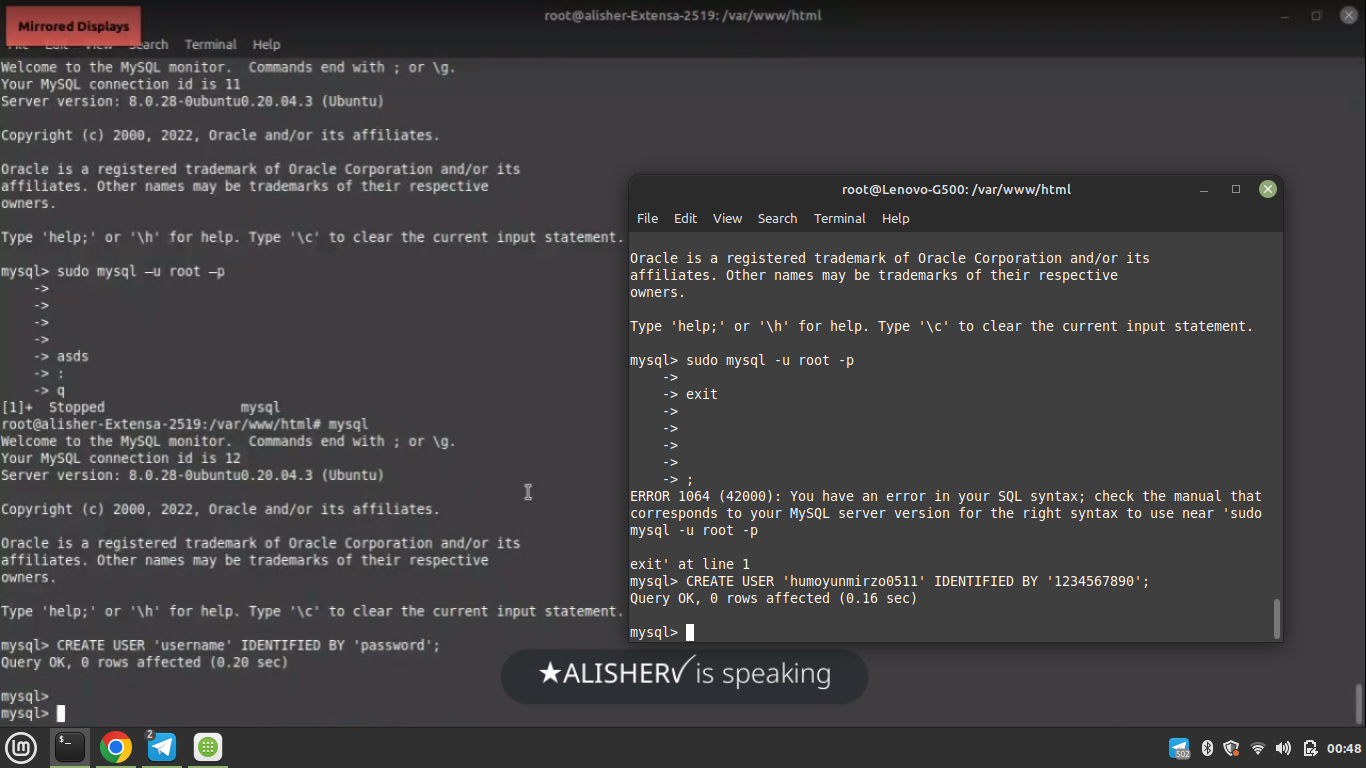 root@alisher-Extensa-2519: /var/www/html
Mirrored Displays
File Edit View Search Terminal Help
Welcome to the MySQL monitor.  Commands end with ; or \g.
Your MySQL connection id is 11
Server version: 8.0.28-0ubuntu0.20.04.3 (Ubuntu)
Copyright (c) 2000, 2022, Oracle and/or its affiliates.
Oracle is a registered trademark of Oracle Corporation and/or its
affiliates. Other names may be trademarks of their respective
owners.
Type 'help;' or '\h' for help. Type '\c' to clear the current input statement.
mysql> sudo mysql –u root –p
->
->
->
->
-> asds
-> :
-> q
[1]+  Stopped                 mysql
root@alisher-Extensa-2519:/var/www/html# mysql
Welcome to the MySQL monitor.  Commands end with ; or \g.
Your MySQL connection id is 12
Server version: 8.0.28-0ubuntu0.20.04.3 (Ubuntu)
Copyright (c) 2000, 2022, Oracle and/or its affiliates.
Oracle is a registered trademark of Oracle Corporation and/or its
affiliates. Other names may be trademarks of their respective
owners.
Type 'help;' or '\h' for help. Type '\c' to clear the current input statement.
mysql> CREATE USER 'username' IDENTIFIED BY 'password';
Query OK, 0 rows affected (0.20 sec)
mysql>
mysql>
root@Lenovo-G500: /var/www/html
File Edit View Search Terminal Help
Oracle is a registered trademark of Oracle Corporation and/or its
affiliates. Other names may be trademarks of their respective
owners.
Type 'help;' or '\h' for help. Type '\c' to clear the current input statement.
mysql> sudo mysql -u root -p
->
-> exit
->
->
->
->
-> ;
ERROR 1064 (42000): You have an error in your SQL syntax; check the manual that
corresponds to your MySQL server version for the right syntax to use near 'sudo
mysql -u root -p
exit' at line 1
mysql> CREATE USER 'humoyunmirzo0511' IDENTIFIED BY '1234567890';
Query OK, 0 rows affected (0.16 sec)
mysql>
★ALISHER✓ is speaking
2
502
00:48